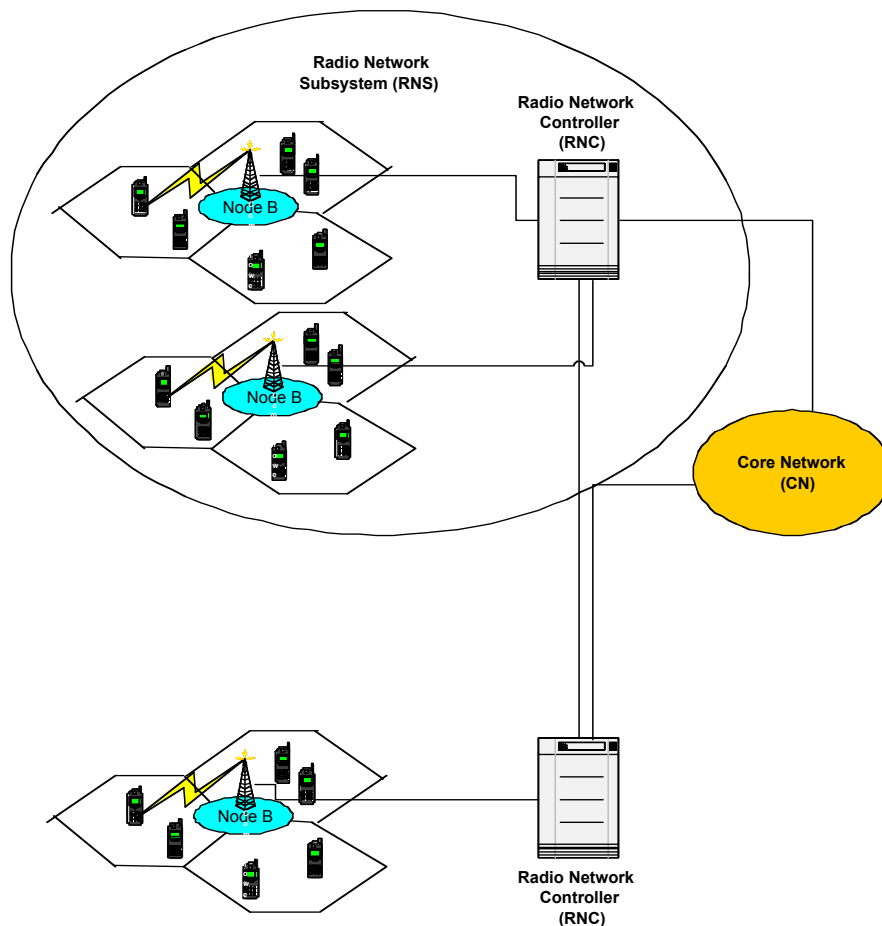 Radio Network
Subsystem (RNS)
Radio Network
Controller
(RNC)
Node B
Node B
Core Network
(CN)
Node B
Radio Network
Controller
(RNC)